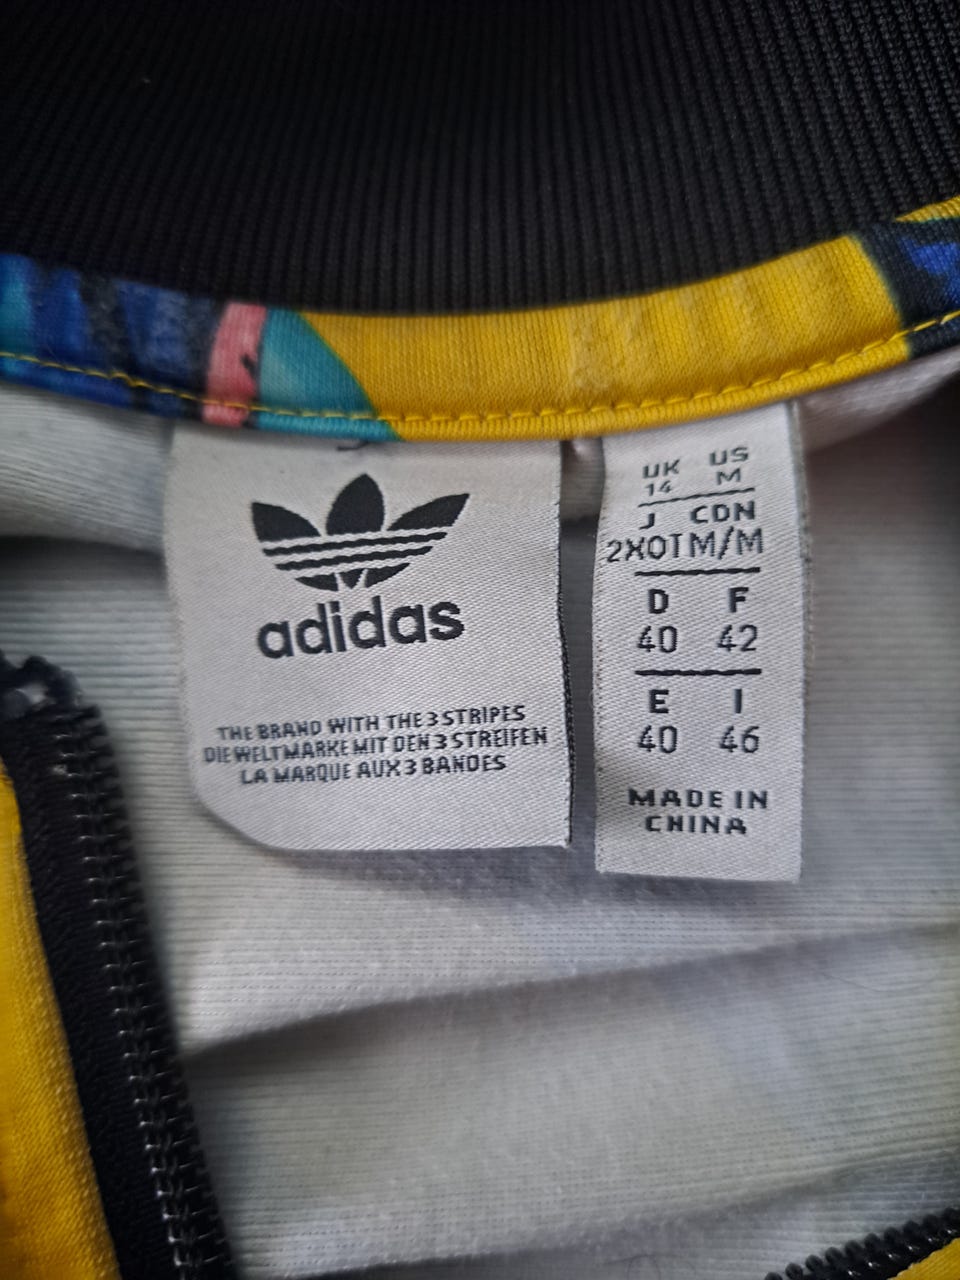 adidas
THE BRAND WITH THE 3 STRIPES
DIE WELTMARKE MIT DEN 3 STREIFEN
LA MARQUE AUX 3 BANDES
UK US
14 M
J CDN
2XOT M/M
D F
40 42
E I
40 46
MADE IN
CHINA